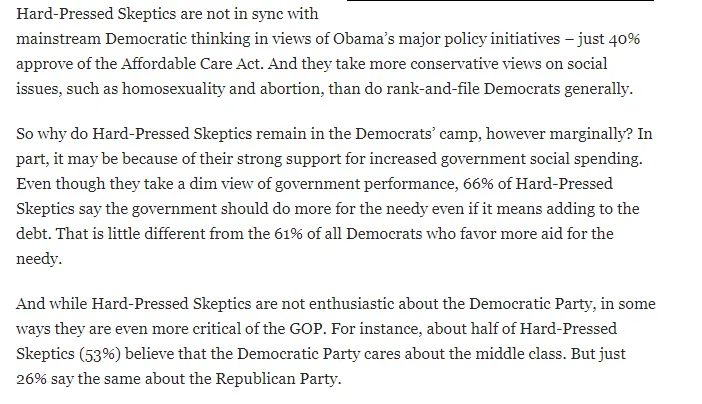 Hard-Pressed Skeptics are not in sync with
mainstream Democratic thinking in views of Obama’s major policy initiatives – just 40%
approve of the Affordable Care Act. And they take more conservative views on social
issues, such as homosexuality and abortion, than do rank-and-file Democrats generally.
So why do Hard-Pressed Skeptics remain in the Democrats’ camp, however marginally? In
part, it may be because of their strong support for increased government social spending.
Even though they take a dim view of government performance, 66% of Hard-Pressed
Skeptics say the government should do more for the needy even if it means adding to the
debt. That is little different from the 61% of all Democrats who favor more aid for the
needy.
And while Hard-Pressed Skeptics are not enthusiastic about the Democratic Party, in some
ways they are even more critical of the GOP. For instance, about half of Hard-Pressed
Skeptics (53%) believe that the Democratic Party cares about the middle class. But just
26% say the same about the Republican Party.